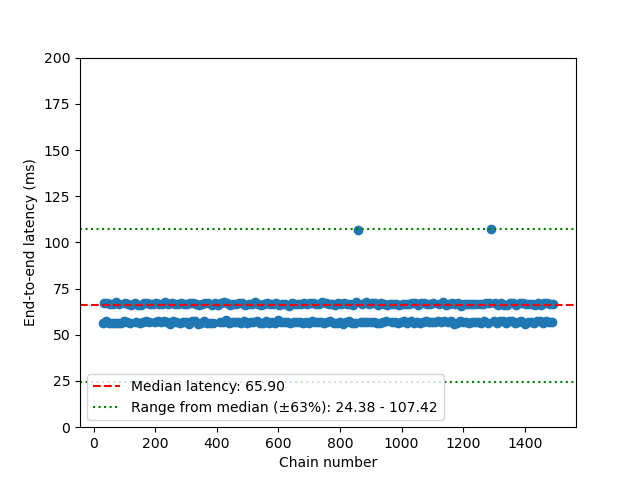 200
175
150
125
100
75
50
25
0
End-to-end latency (ms)
Median latency: 65.90
Range from median (±63%): 24.38 - 107.42
0 200 400 600 800 1000 1200 1400
Chain number